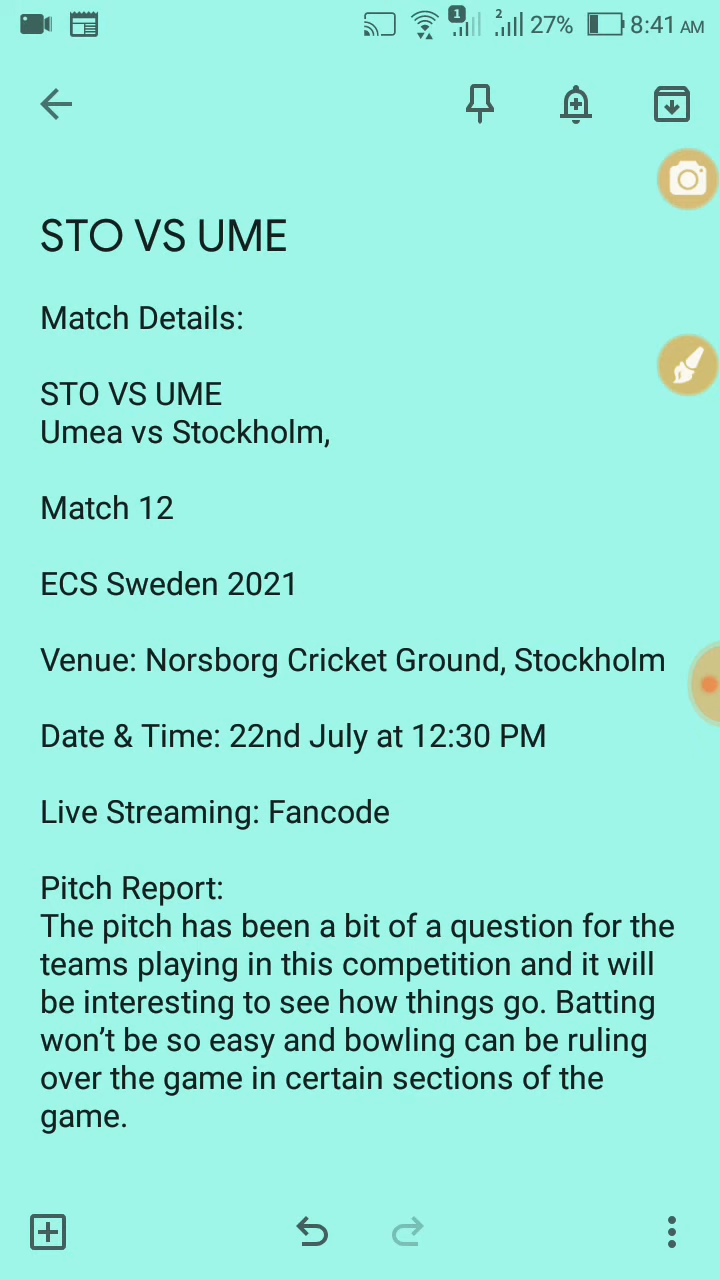 1 2 27% 8:41 AM
STO VS UME
Match Details:
STO VS UME
Umea vs Stockholm,
Match 12
ECS Sweden 2021
Venue: Norsborg Cricket Ground, Stockholm
Date & Time: 22nd July at 12:30 PM
Live Streaming: Fancode
Pitch Report:
The pitch has been a bit of a question for the
teams playing in this competition and it will
be interesting to see how things go. Batting
won’t be so easy and bowling can be ruling
over the game in certain sections of the
game.